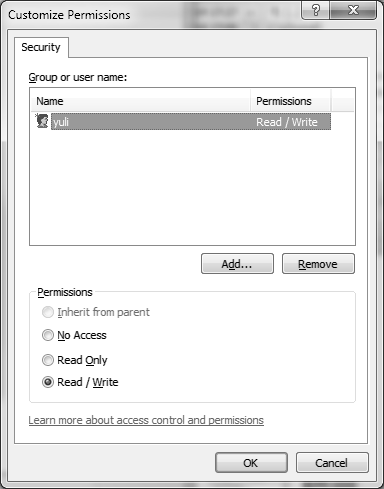 Customize Permissions
Security
Group or user name:
Name Permissions
yuli Read / Write
Add... Remove
Permissions
Inherit from parent
No Access
Read Only
Read / Write
Learn more about access control and permissions
OK Cancel